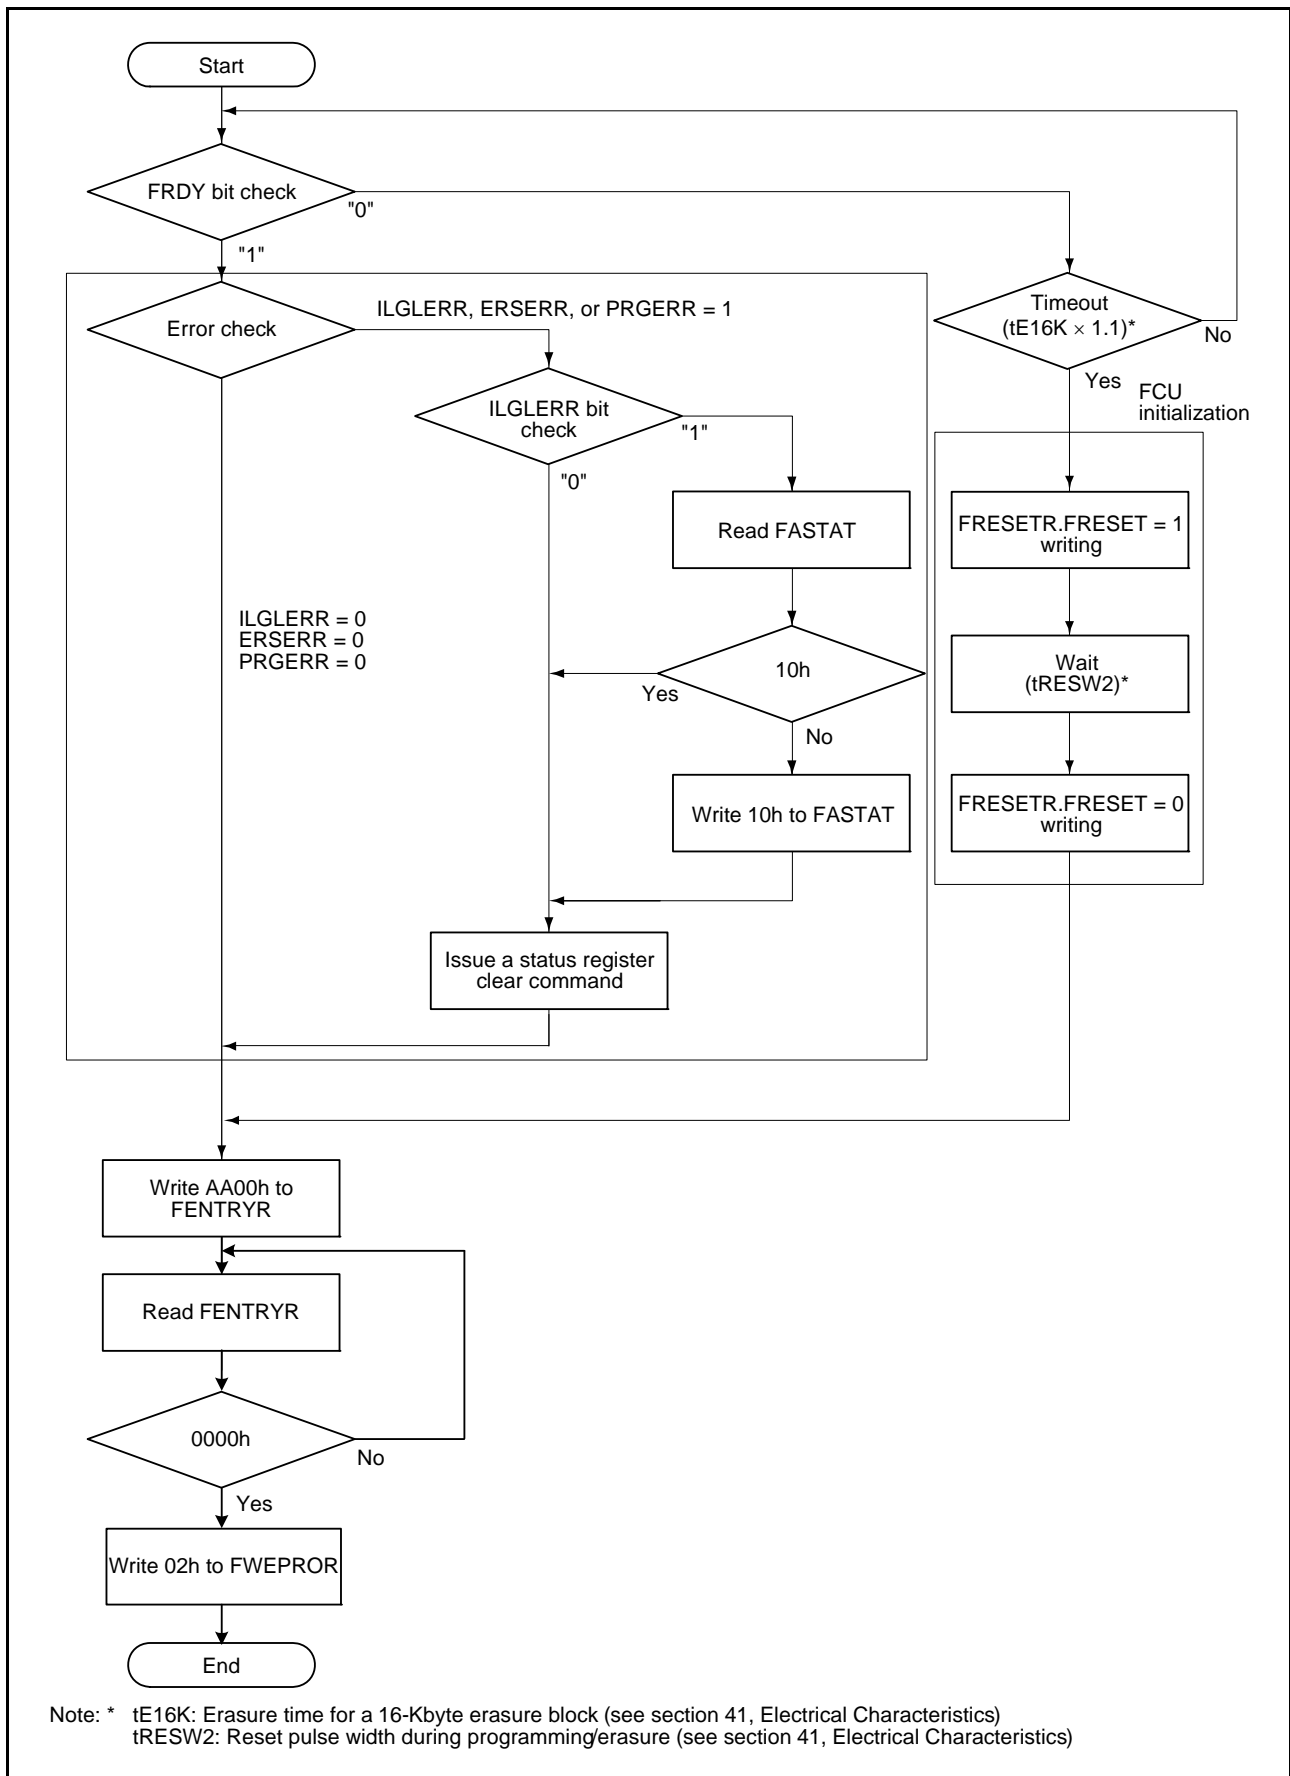 Start
FRDY bit check
"0"
"1"
Error check
ILGLERR, ERSERR, or PRGERR = 1
Timeout
(tE16K × 1.1)*
No
Yes
FCU
initialization
ILGLERR bit
check
"1"
"0"
Read FASTAT
FRESETR.FRESET = 1
writing
ILGLERR = 0
ERSERR = 0
PRGERR = 0
10h
Yes
No
Wait
(tRESW2)*
Write 10h to FASTAT
FRESETR.FRESET = 0
writing
Issue a status register
clear command
Write AA00h to
FENTRYR
Read FENTRYR
0000h
No
Yes
Write 02h to FWEPROR
End
Note: * tE16K: Erasure time for a 16-Kbyte erasure block (see section 41, Electrical Characteristics)
tRESW2: Reset pulse width during programming/erasure (see section 41, Electrical Characteristics)